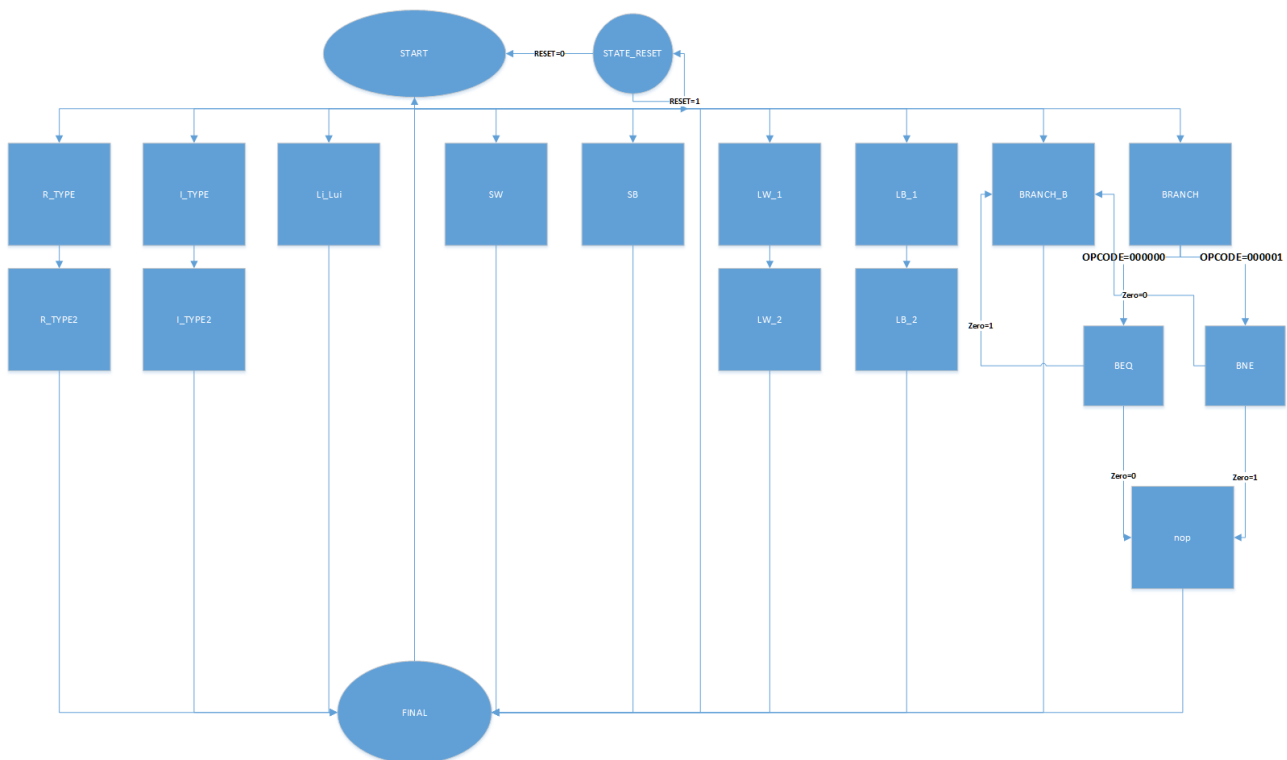 START
RESET=0
STATE_RESET
RESET=1
R_TYPE
I_TYPE
Li_Lui
SW
SB
LW_1
LB_1
BRANCH_B
BRANCH
OPCODE=000000
OPCODE=000001
R_TYPE2
I_TYPE2
LW_2
LB_2
Zero=0
Zero=1
BEQ
BNE
Zero=0
Zero=1
nop
FINAL